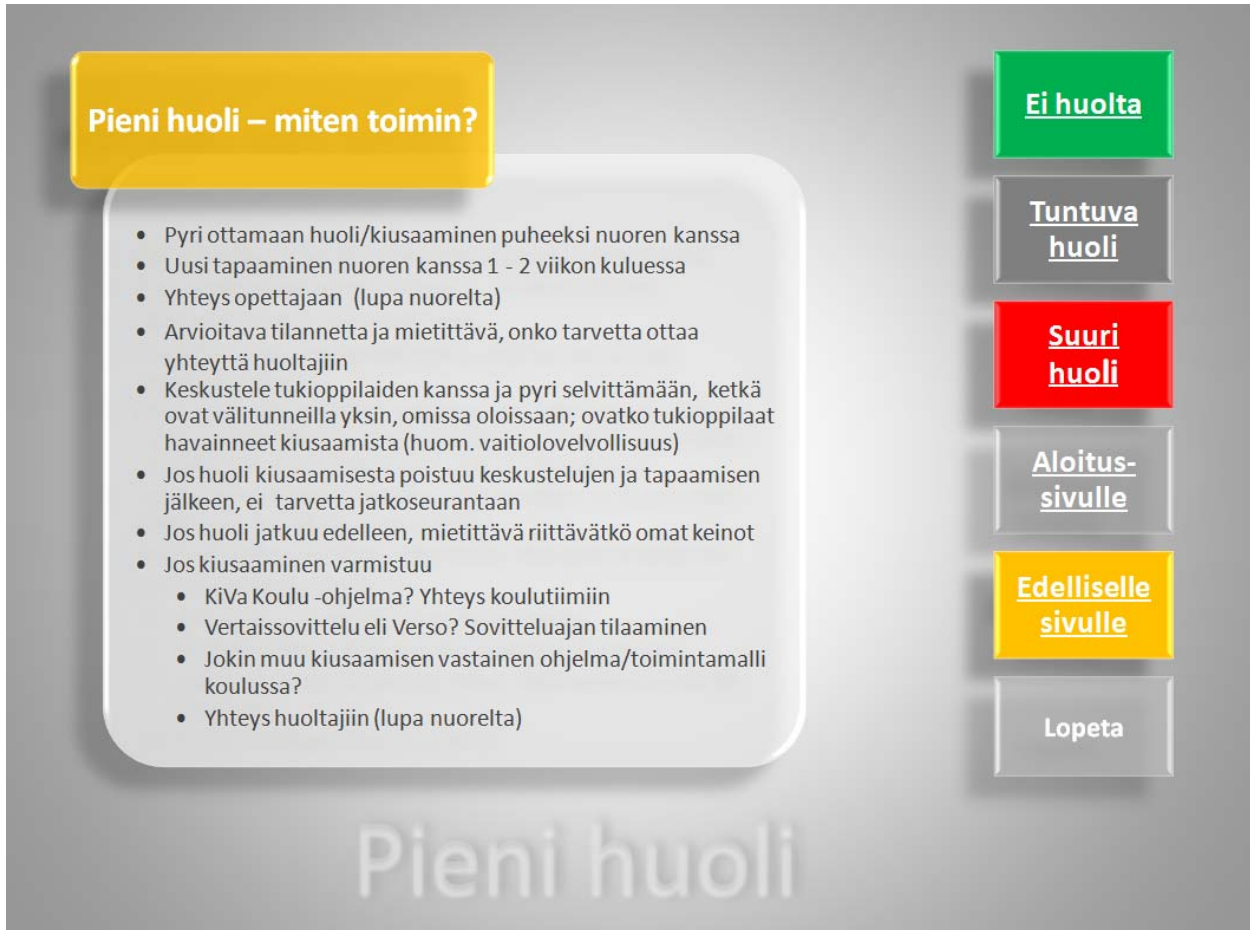 Pieni huoli – miten toimin?
• Pyri ottamaan huoli/kiusaaminen puheeksi nuoren kanssa
• Uusi tapaaminen nuoren kanssa 1 - 2 viikon kuluessa
• Yhteys opettajaan (lupa nuorelta)
• Arvioitava tilannetta ja mietittävä, onko tarvetta ottaa
yhteyttä huoltajiin
• Keskustele tukioppilaiden kanssa ja pyri selvittämään, ketkä
ovat välitunneilla yksin, omissa oloissaan; ovatko tukioppilaat
havainneet kiusaamista (huom. vaitiolovelvollisuus)
• Jos huoli kiusaamisesta poistuu keskustelujen ja tapaamisen
jälkeen, ei tarvetta jatkoseurantaan
• Jos huoli jatkuu edelleen, mietittävä riittävätkö omat keinot
• Jos kiusaaminen varmistuu
• KiVa Koulu -ohjelma? Yhteys koulutiimiin
• Vertaissovittelu eli Verso? Sovitteluajan tilaaminen
• Jokin muu kiusaamisen vastainen ohjelma/toimintamalli
koulussa?
• Yhteys huoltajiin (lupa nuorelta)
Ei huolta
Tuntuva
huoli
Suuri
huoli
Aloitus-
sivulle
Edelliselle
sivulle
Lopeta
Pieni huoli